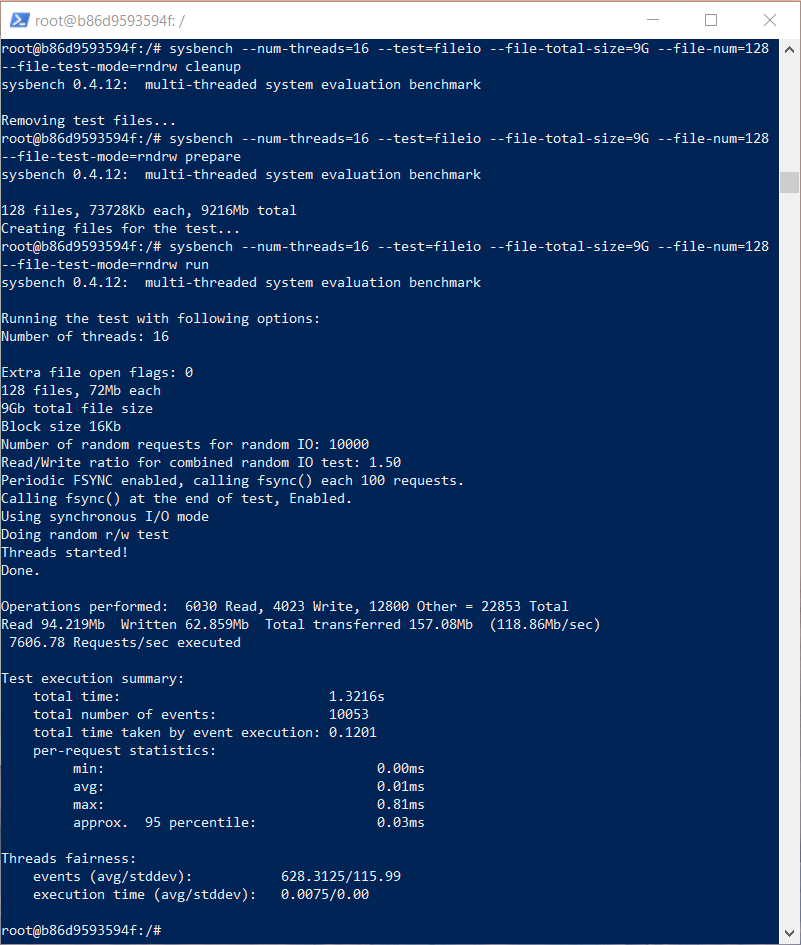 root@b86d9593594f: /
root@b86d9593594f:/# sysbench --num-threads=16 --test=fileio --file-total-size=9G --file-num=128
--file-test-mode=rndrw cleanup
sysbench 0.4.12:  multi-threaded system evaluation benchmark
Removing test files...
root@b86d9593594f:/# sysbench --num-threads=16 --test=fileio --file-total-size=9G --file-num=128
--file-test-mode=rndrw prepare
sysbench 0.4.12:  multi-threaded system evaluation benchmark
128 files, 73728Kb each, 9216Mb total
Creating files for the test...
root@b86d9593594f:/# sysbench --num-threads=16 --test=fileio --file-total-size=9G --file-num=128
--file-test-mode=rndrw run
sysbench 0.4.12:  multi-threaded system evaluation benchmark
Running the test with following options:
Number of threads: 16
Extra file open flags: 0
128 files, 72Mb each
9Gb total file size
Block size 16Kb
Number of random requests for random IO: 10000
Read/Write ratio for combined random IO test: 1.50
Periodic FSYNC enabled, calling fsync() each 100 requests.
Calling fsync() at the end of test, Enabled.
Using synchronous I/O mode
Doing random r/w test
Threads started!
Done.
Operations performed:  6030 Read, 4023 Write, 12800 Other = 22853 Total
Read 94.219Mb  Written 62.859Mb  Total transferred 157.08Mb  (118.86Mb/sec)
 7606.78 Requests/sec executed
Test execution summary:
    total time:                          1.3216s
    total number of events:              10053
    total time taken by event execution: 0.1201
    per-request statistics:
         min:                                  0.00ms
         avg:                                  0.01ms
         max:                                  0.81ms
         approx.  95 percentile:               0.03ms
Threads fairness:
    events (avg/stddev):           628.3125/115.99
    execution time (avg/stddev):   0.0075/0.00
root@b86d9593594f:/#